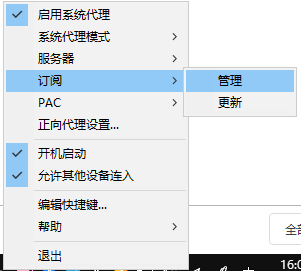 启用系统代理
系统代理模式
服务器
订阅
管理
更新
PAC
正向代理设置...
开机启动
允许其他设备连入
编辑快捷键...
帮助
退出
全部